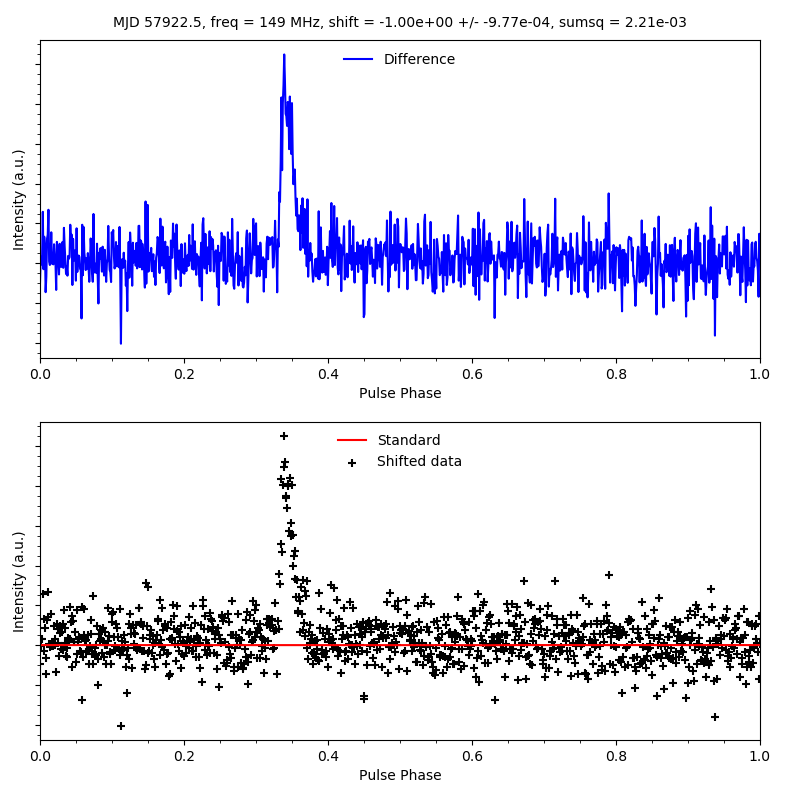 MJD 57922.5, freq = 149 MHz, shift = -1.00e+00 +/- -9.77e-04, sumsq = 2.21e-03
Intensity (a.u.)
Difference
0.0 0.2 0.4 0.6 0.8 1.0
Pulse Phase
Intensity (a.u.)
Standard
Shifted data
0.0 0.2 0.4 0.6 0.8 1.0
Pulse Phase